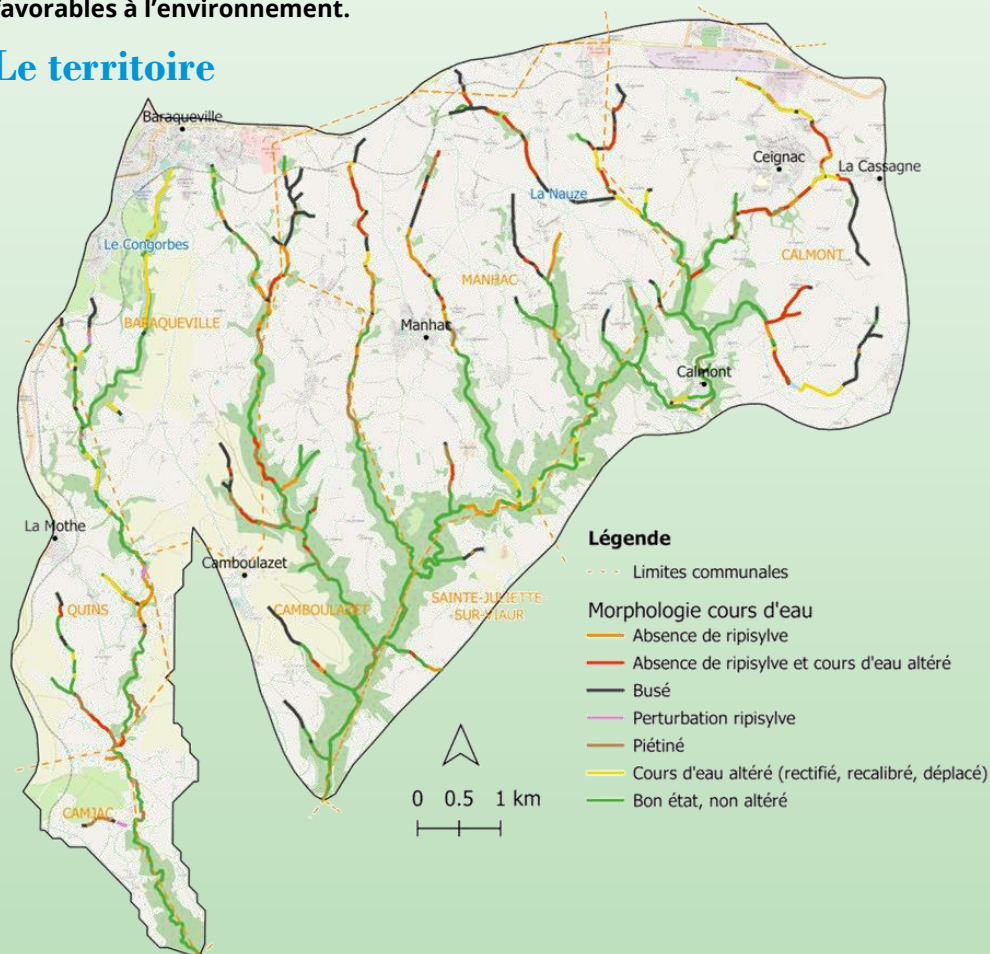 favorables à l’environnement.
Le territoire
Baraqueville
Ceignac
La Cassagne
La Nauze
Le Congorbes
CALMONT
MANHAC
BARAQUEVILLE
Manhac
Calmont
La Mothe
Camboulazet
QUINS
CAMBOULAZET
SAINTE-JULIETTE-
SUR-VIAUR
CAMJAC
0 0.5 1 km
Légende
Limites communales
Morphologie cours d'eau
Absence de ripisylve
Absence de ripisylve et cours d'eau altéré
Busé
Perturbation ripisylve
Piétiné
Cours d'eau altéré (rectifié, recalibré, déplacé)
Bon état, non altéré